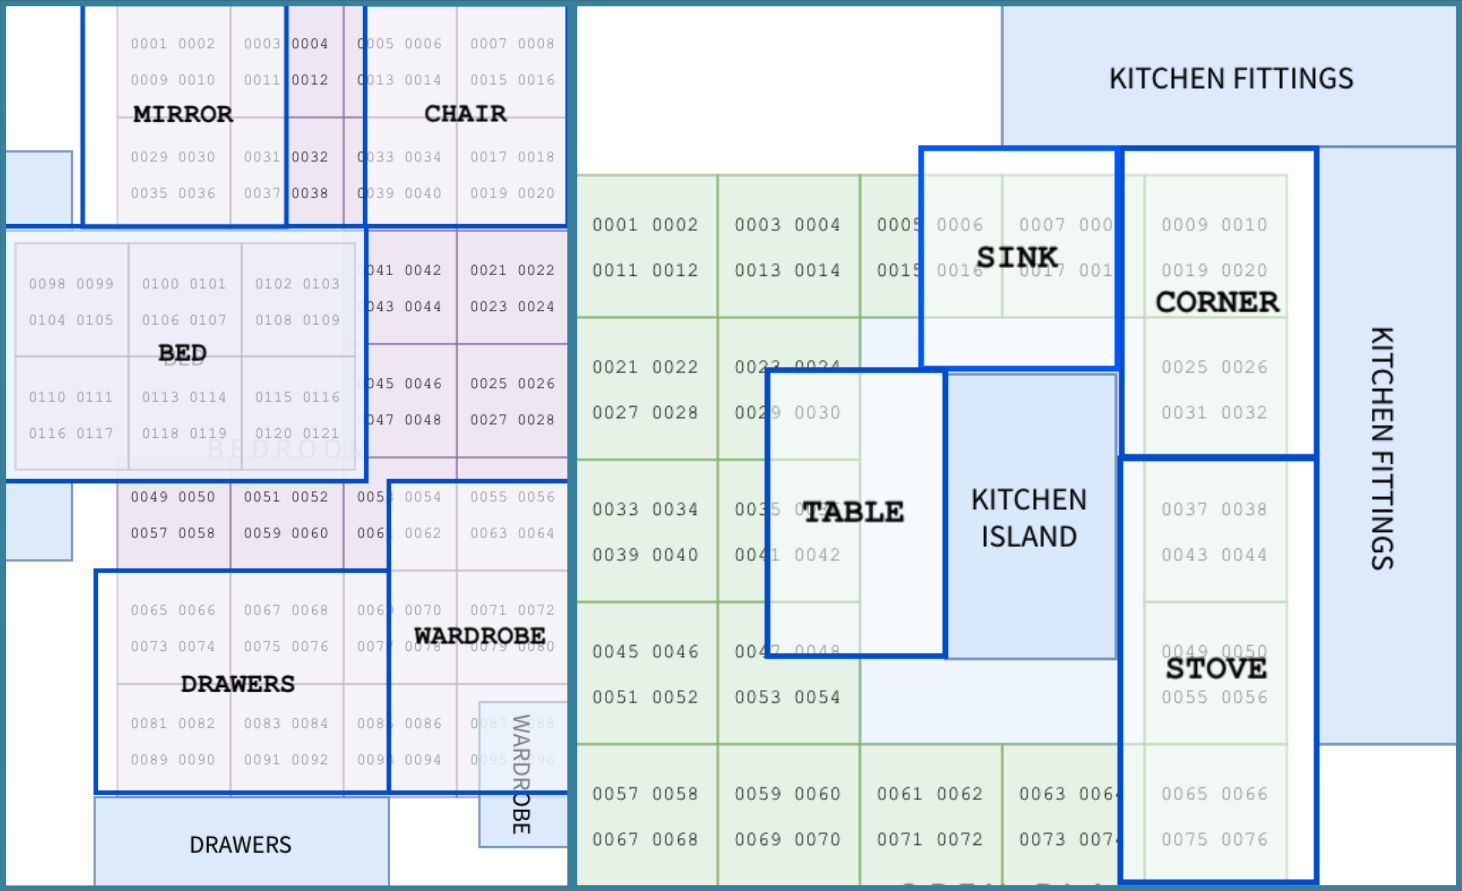 0001 0002 0003 0004 0005 0006 0007 0008
0009 0010 0011 0012 0013 0014 0015 0016
MIRROR
CHAIR
0029 0030 0031 0032 0033 0034 0017 0018
0035 0036 0037 0038 0039 0040 0019 0020
0041 0042 0021 0022
0043 0044 0023 0024
0045 0046 0025 0026
0047 0048 0027 0028
0098 0099 0100 0101 0102 0103
0104 0105 0106 0107 0108 0109
BED
BED
0110 0111 0113 0114 0115 0116
0116 0117 0118 0119 0120 0121
BEDROOM
0049 0050 0051 0052 0053 0054 0055 0056
0057 0058 0059 0060 0061 0062 0063 0064
0065 0066 0067 0068 0069 0070 0071 0072
0073 0074 0075 0076 0077 0078 0079 0080
WARDROBE
DRAWERS
0081 0082 0083 0084 0085 0086 0087 0088
0089 0090 0091 0092 0093 0094 0095 0096
WARDROBE
DRAWERS
KITCHEN FITTINGS
0001 0002 0003 0004 0005 0006 0007 000 0009 0010
0011 0012 0013 0014 0015 0016 0017 001 0019 0020
SINK
CORNER
0021 0022 0023 0024 0025 0026
0027 0028 0029 0030 0031 0032
KITCHEN FITTINGS
0033 0034 0035 0037 0038
0039 0040 0041 0042 0043 0044
TABLE
KITCHEN
ISLAND
0045 0046 0047 0048 0049 0050
0051 0052 0053 0054 0055 0056
STOVE
0057 0058 0059 0060 0061 0062 0063 0064 0065 0066
0067 0068 0069 0070 0071 0072 0073 0074 0075 0076